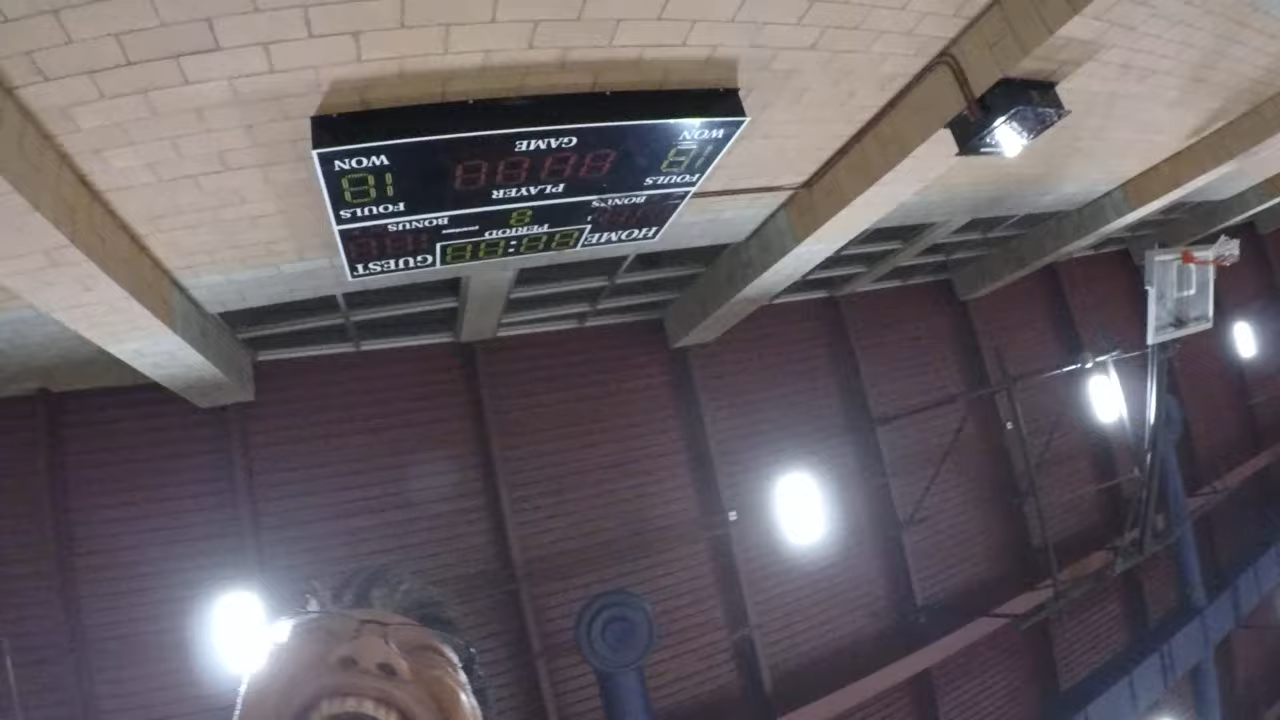 GUEST HOME
PERIOD
BONUS BONUS
FOULS PLAYER FOULS
WON GAME WON